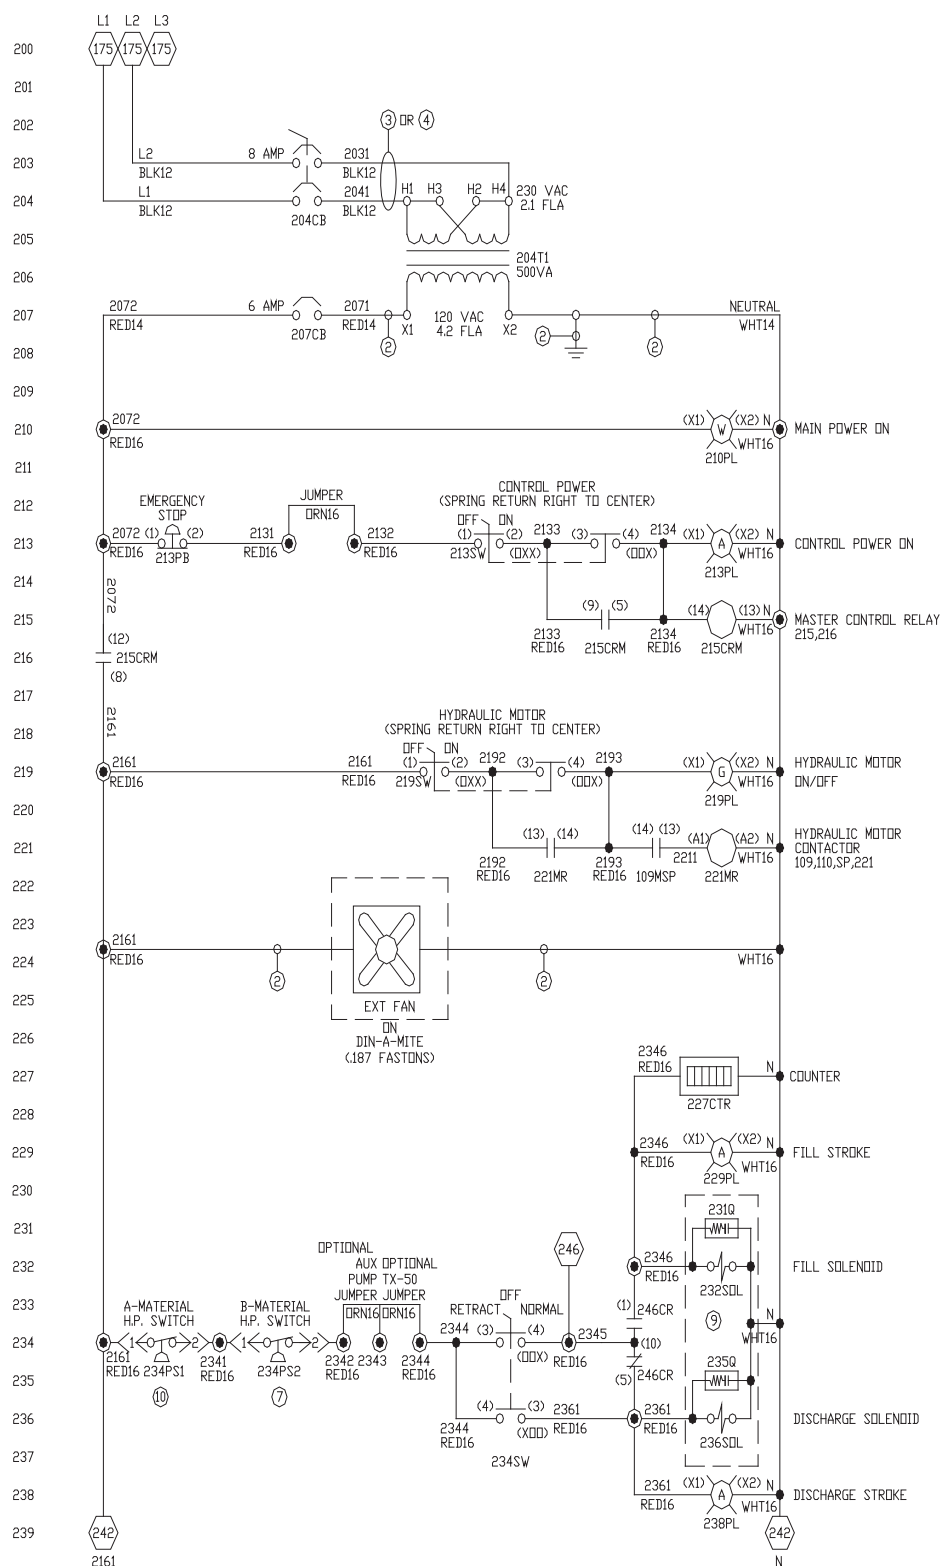 L1 L2 L3
200 175 175 175
201
202 3 OR 4
203 L2 BLK12 8 AMP 2031 BLK12
204 L1 BLK12 204CB 2041 BLK12 H1 H3 H2 H4 230 VAC 2.1 FLA
205 204T1
206 500VA
207 2072 RED14 6 AMP 207CB 2071 RED14 2 X1 120 VAC 4.2 FLA X2 2 2 NEUTRAL WHT14
208
209
210 2072 RED16 (X1) W (X2) N 210PL WHT16 MAIN POWER ON
211
212 EMERGENCY STOP JUMPER ORN16 CONTROL POWER (SPRING RETURN RIGHT TO CENTER)
OFF ON
213 2072 RED16 (1) (2) 213PB 2131 RED16 2132 RED16 (1) (2) 213SW 2133 (OXX) (3) (4) (OOX) 2134 (X1) A (X2) N 213PL WHT16 CONTROL POWER ON
214 2072
215 2133 RED16 (9) (5) 215CRM 2134 RED16 (14) (13) N 215CRM WHT16 MASTER CONTROL RELAY 215,216
216 (12) 215CRM (8)
217 2161
218 HYDRAULIC MOTOR (SPRING RETURN RIGHT TO CENTER)
OFF ON
219 2161 RED16 2161 RED16 (1) (2) 219SW 2192 (OXX) (3) (4) (OOX) 2193 (X1) G (X2) N 219PL WHT16 HYDRAULIC MOTOR ON/OFF
220
221 2192 RED16 (13) (14) 221MR 2193 RED16 (14) (13) 109MSP 2211 (A1) (A2) N 221MR WHT16 HYDRAULIC MOTOR CONTACTOR 109,110,SP,221
222
223
224 2161 RED16 2 2 WHT16
225 EXT FAN
226 ON DIN-A-MITE (.187 FASTONS)
227 2346 RED16 227CTR N COUNTER
228
229 2346 RED16 (X1) A (X2) N 229PL WHT16 FILL STROKE
230
231 231Q
232 246 2346 RED16 232SOL FILL SOLENOID
OPTIONAL
AUX OPTIONAL
PUMP TX-50
233 A-MATERIAL H.P. SWITCH B-MATERIAL H.P. SWITCH JUMPER JUMPER ORN16 ORN16 OFF RETRACT NORMAL (1) 246CR 9 N WHT16
234 2161 RED16 1 2 234PS1 2341 RED16 1 2 234PS2 2342 RED16 2343 2344 RED16 2344 (3) (4) (OOX) 2345 RED16 (10)
235 10 7 (5) 246CR 235Q
236 2344 RED16 (4) (3) (XOO) 2361 RED16 2361 RED16 236SOL DISCHARGE SOLENOID
237 234SW
238 2361 RED16 (X1) A (X2) N 238PL WHT16 DISCHARGE STROKE
239 242 242
2161 N